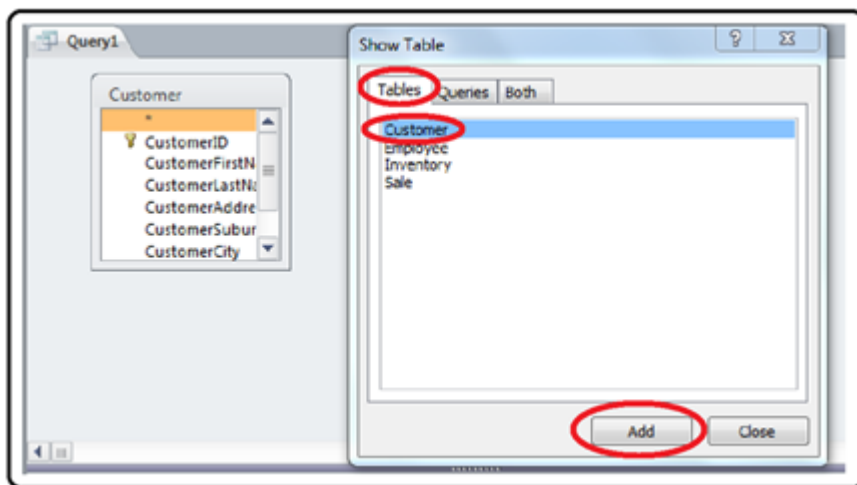 Query1
Customer
*
CustomerID
CustomerFirstN
CustomerLastNa
CustomerAddre
CustomerSubur
CustomerCity
Show Table
?
Tables
Queries
Both
Customer
Employee
Inventory
Sale
Add
Close